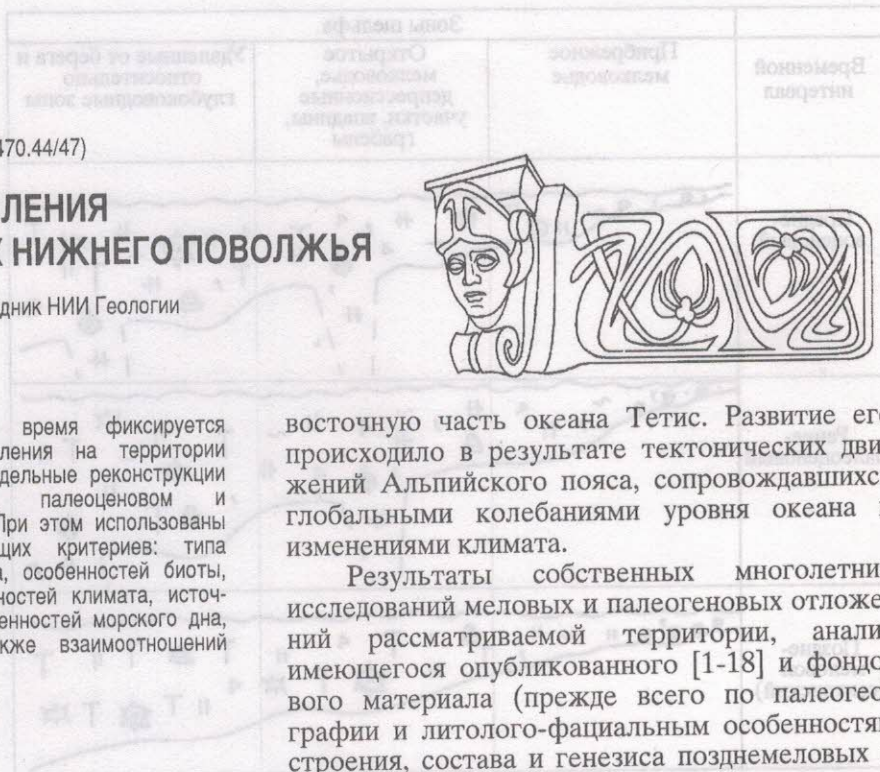 470.44/47)
ЛЕНИЯ
НИЖНЕГО ПОВОЛЖЬЯ
дник НИИ Геологии
время фиксируется
ления на территории
дельные реконструкции
палеоценовом и
При этом использованы
щих критериев: типа
а, особенностей биоты,
ностей климата, источ-
енностей морского дна,
кже взаимоотношений
восточную часть океана Тетис. Развитие его
происходило в результате тектонических дви-
жений Альпийского пояса, сопровождавшихс
глобальными колебаниями уровня океана
изменениями климата.
Результаты собственных многолетни
исследований меловых и палеогеновых отложе-
ний рассматриваемой территории, анали
имеющегося опубликованного [1-18] и фондо-
вого материала (прежде всего по палеогео-
графии и литолого-фациальным особенностям
строения, состава и генезиса позднемеловых